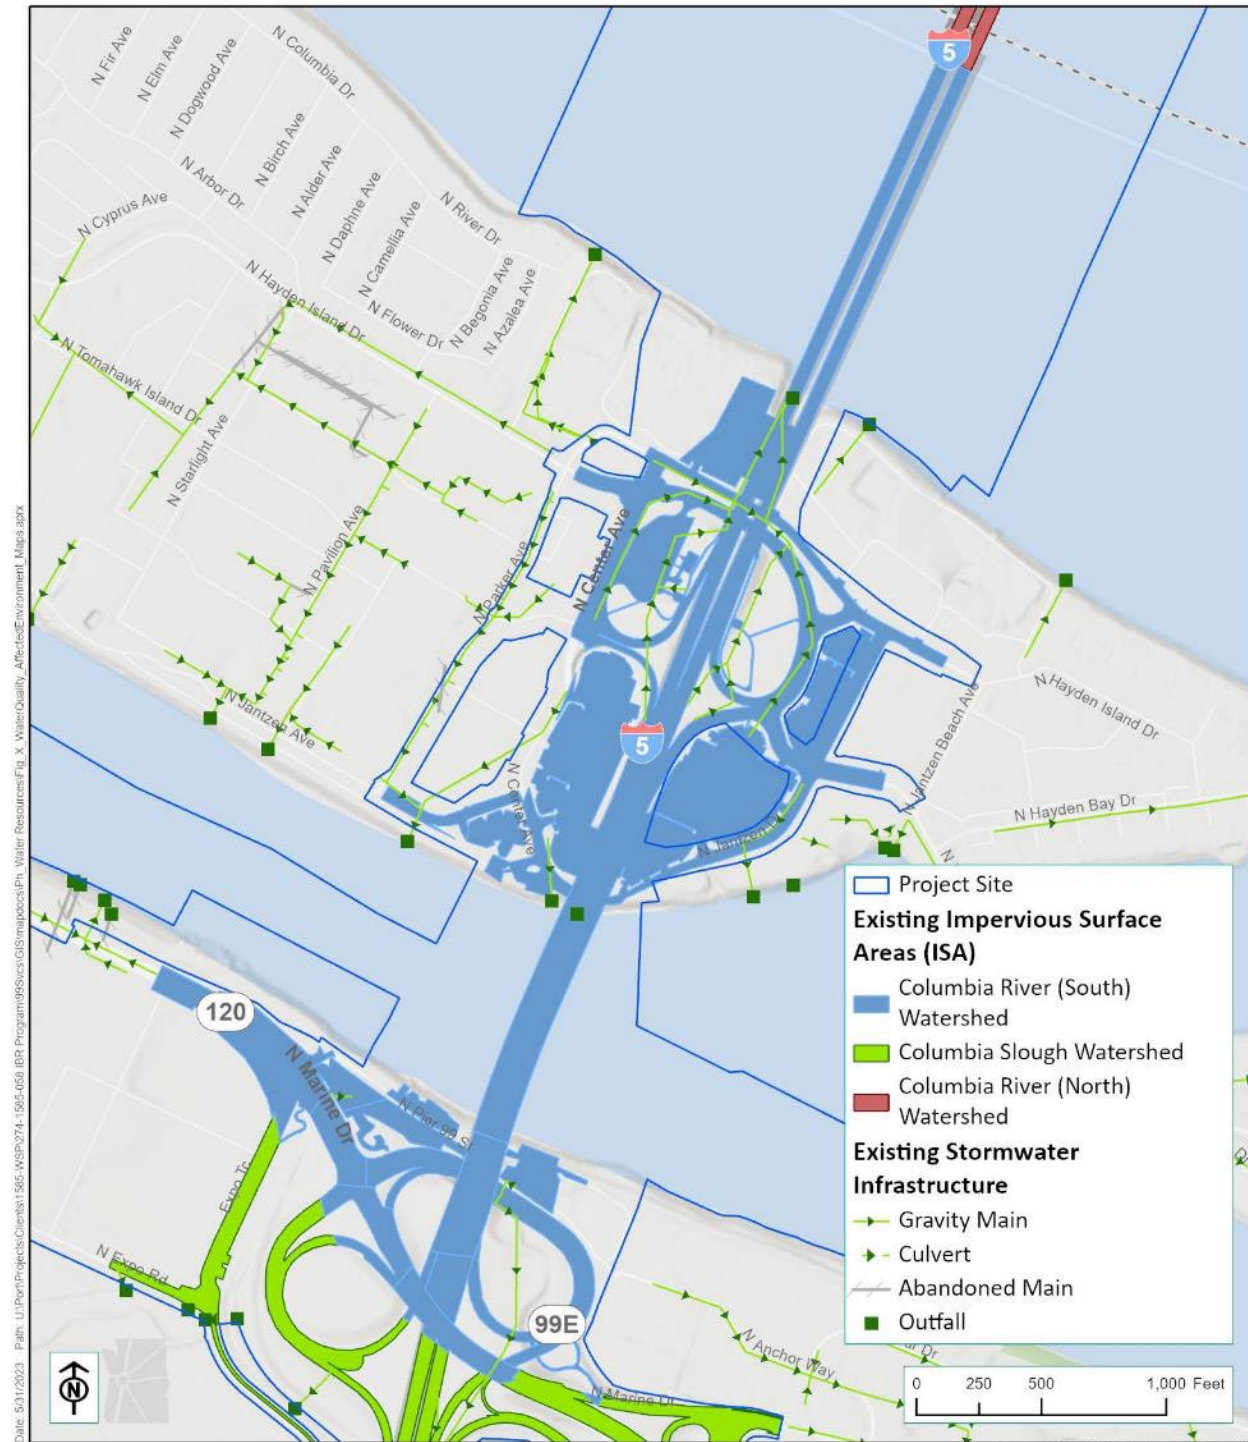 5
N Fir Ave
N Elm Ave
N Dogwood Ave
N Columbia Dr
N Birch Ave
N Arbor Dr
N Alder Ave
N Daphne Ave
N Camellia Ave
N River Dr
N Cyprus Ave
N Begonia Ave
N Azalea Ave
N Hayden Island Dr
N Flower Dr
N Tomahawk Island Dr
N Starlight Ave
N Pavilion Ave
N Parker Ave
N Center Ave
N Jantzen Ave
5
N Center Ave
N Jantzen Dr
N Jantzen Beach Ave
N Hayden Island Dr
N Hayden Bay Dr
N
120
N Marine Dr
N Pier 99 St
Expo Tc
N Expo Rd
99E
N Marine Dr
N Anchor Way
Dr
Project Site
Existing Impervious Surface
Areas (ISA)
Columbia River (South)
Watershed
Columbia Slough Watershed
Columbia River (North)
Watershed
Existing Stormwater
Infrastructure
Gravity Main
Culvert
Abandoned Main
Outfall
0 250 500 1,000 Feet
N